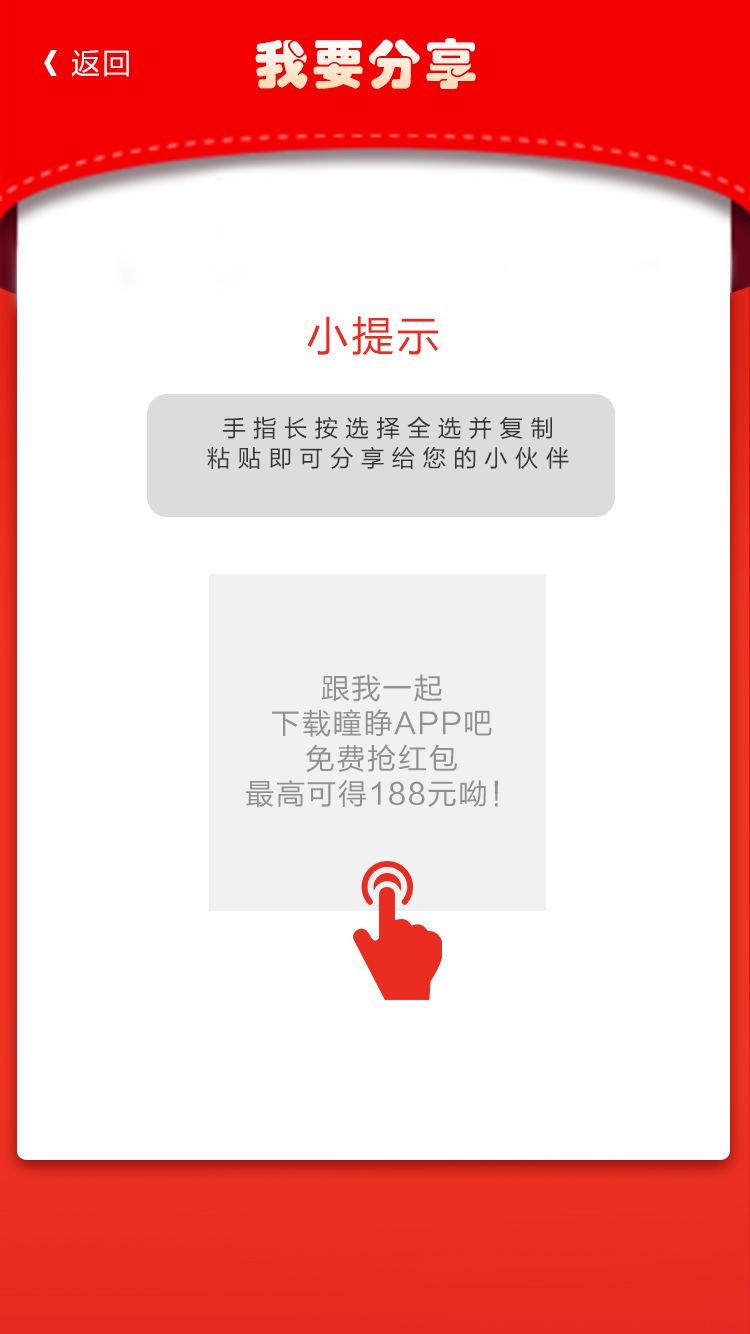 返回
我要分享
小提示
手指长按选择全选并复制
粘贴即可分享给您的小伙伴
跟我一起
下载瞳睁APP吧
免费抢红包
最高可得188元呦！